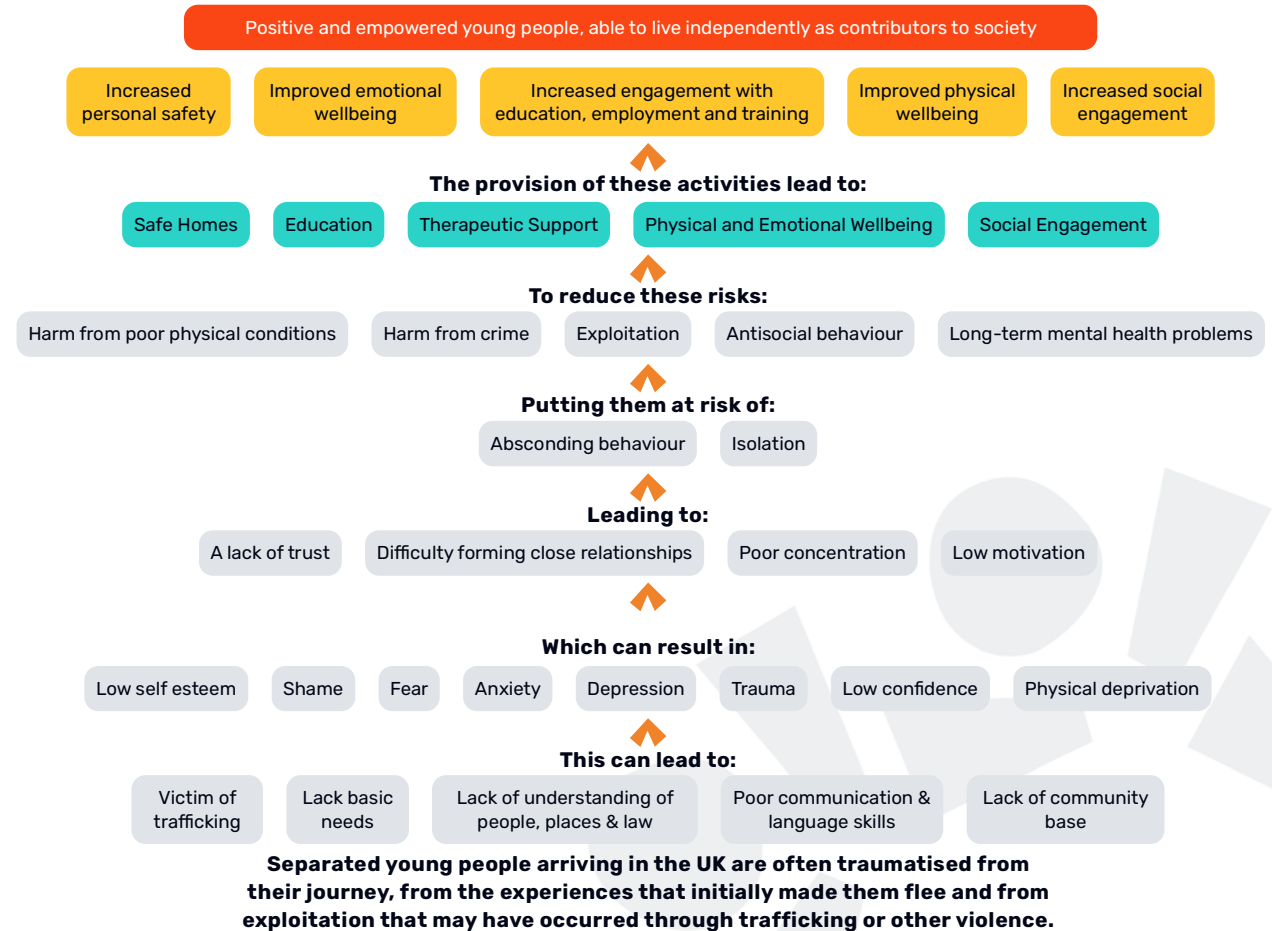 Positive and empowered young people, able to live independently as contributors to society
Increased
personal safety
Improved emotional
wellbeing
Increased engagement with
education, employment and training
Improved physical
wellbeing
Increased social
engagement
The provision of these activities lead to:
Safe Homes
Education
Therapeutic Support
Physical and Emotional Wellbeing
Social Engagement
To reduce these risks:
Harm from poor physical conditions
Harm from crime
Exploitation
Antisocial behaviour
Long-term mental health problems
Putting them at risk of:
Absconding behaviour
Isolation
Leading to:
A lack of trust
Difficulty forming close relationships
Poor concentration
Low motivation
Which can result in:
Low self esteem
Shame
Fear
Anxiety
Depression
Trauma
Low confidence
Physical deprivation
This can lead to:
Victim of
trafficking
Lack basic
needs
Lack of understanding of
people, places & law
Poor communication &
language skills
Lack of community
base
Separated young people arriving in the UK are often traumatised from
their journey, from the experiences that initially made them flee and from
exploitation that may have occurred through trafficking or other violence.